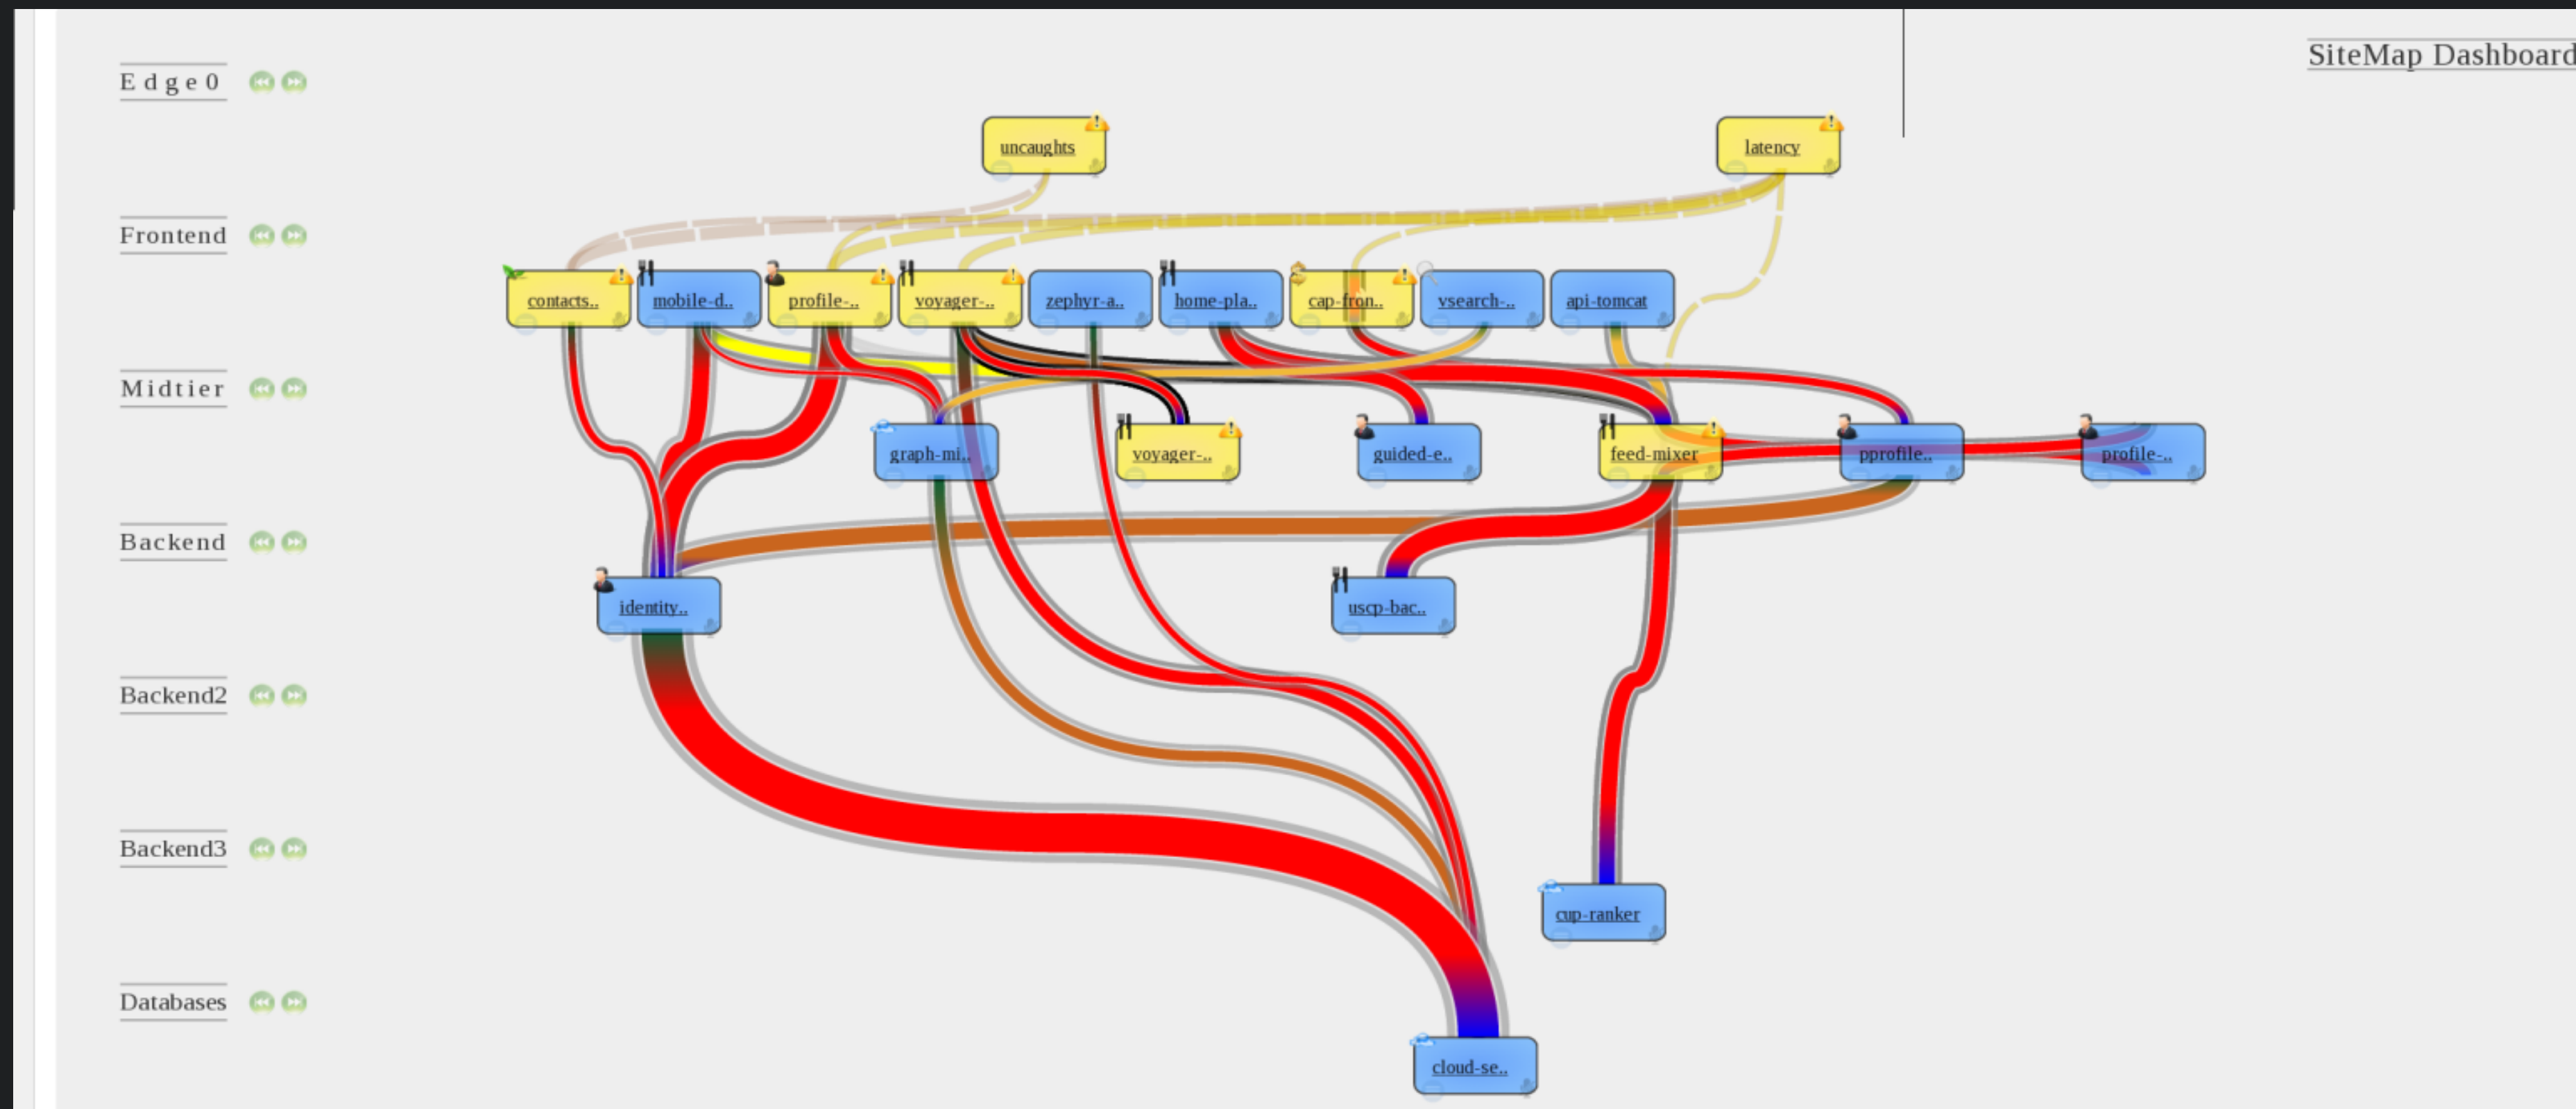 SiteMap Dashboard
Edge0
uncaughts
latency
Frontend
contacts..
mobile-d..
profile-..
voyager-..
zephyr-a..
home-pla..
cap-fron..
vsearch-..
api-tomcat
Midtier
graph-mi..
voyager-..
guided-e..
feed-mixer
pprofile..
profile-..
Backend
identity..
uscp-bac..
Backend2
Backend3
cup-ranker
Databases
cloud-se..